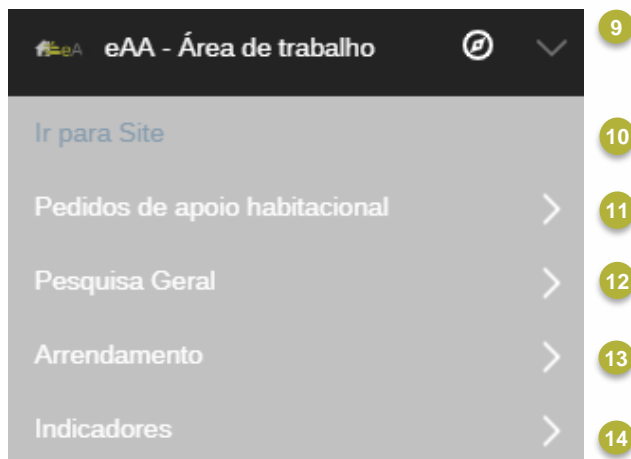 eAA eAA - Área de trabalho 9
Ir para Site 10
Pedidos de apoio habitacional 11
Pesquisa Geral 12
Arrendamento 13
Indicadores 14